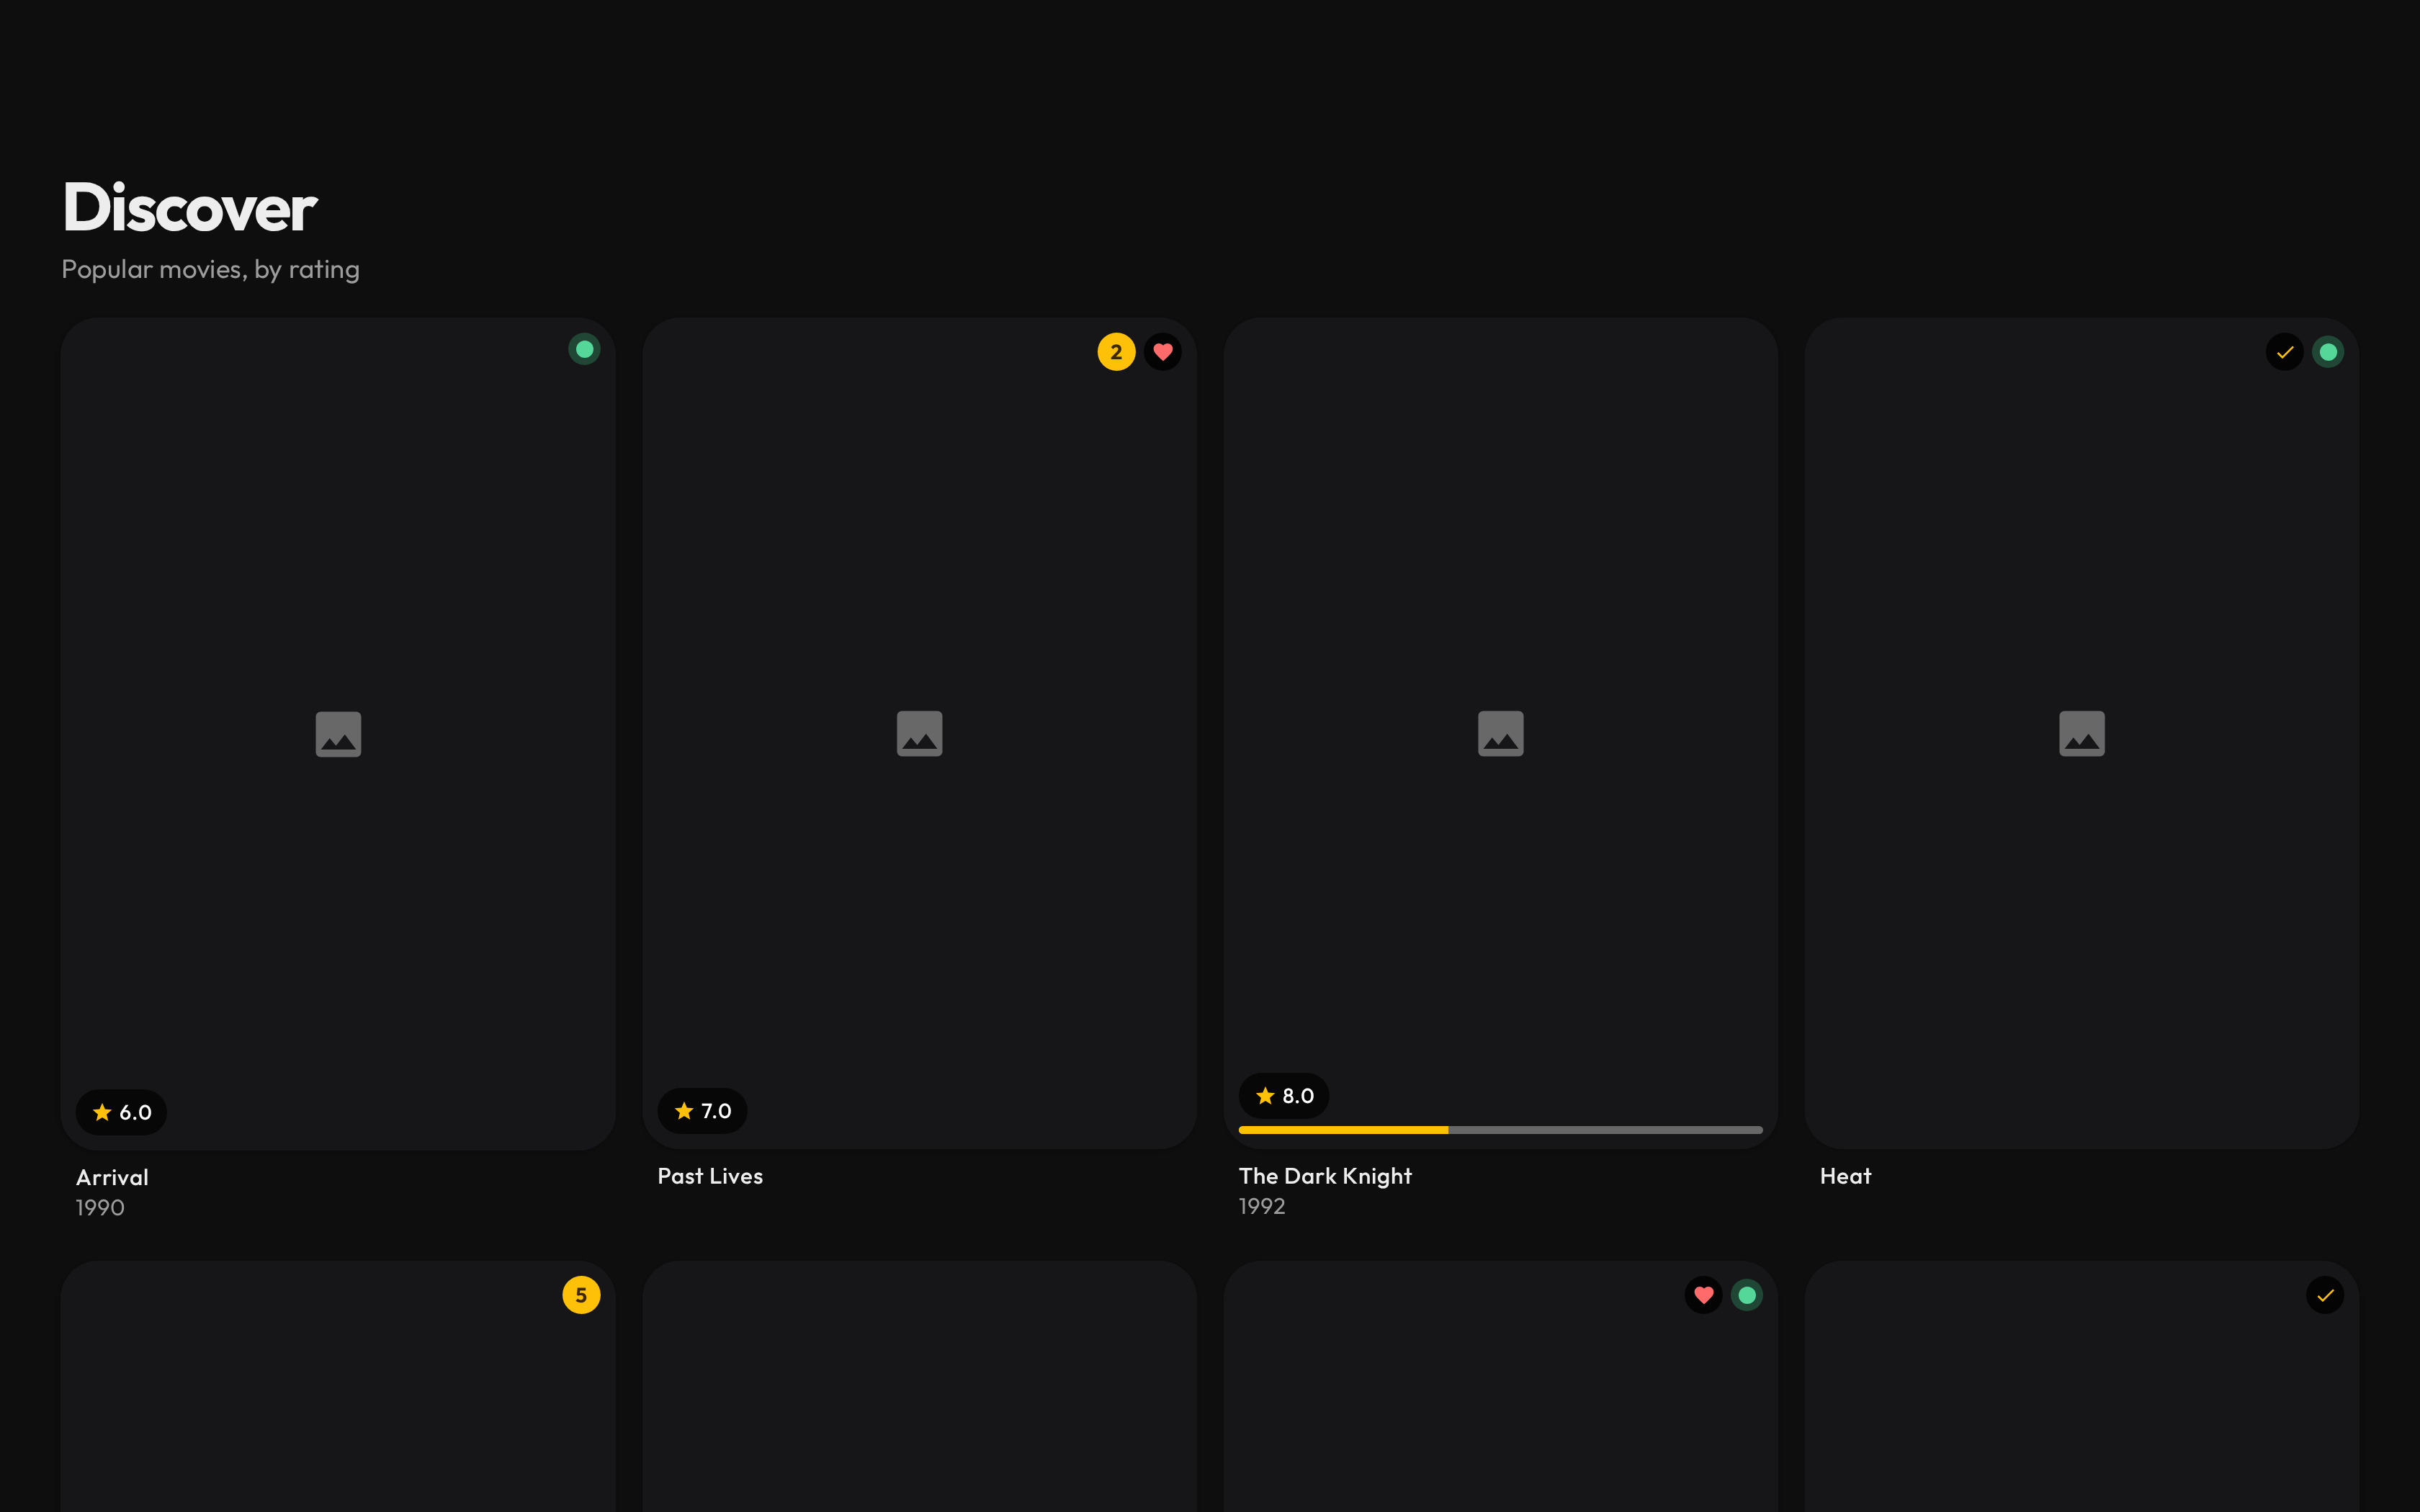 Discover
Popular movies, by rating
2
6.0
7.0
8.0
Arrival
1990
Past Lives
The Dark Knight
1992
Heat
5